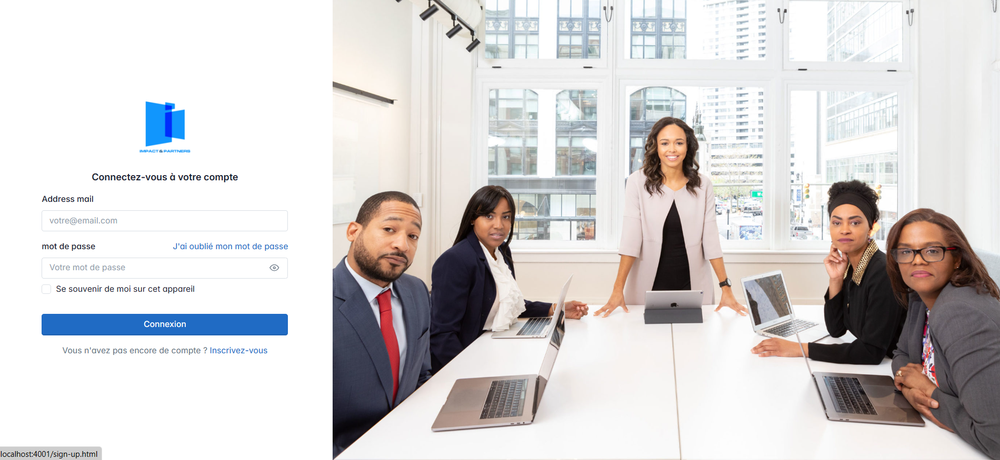 IMPACT & PARTNERS
Connectez-vous à votre compte
Address mail
votre@email.com
mot de passe
J'ai oublié mon mot de passe
Votre mot de passe
Se souvenir de moi sur cet appareil
Connexion
Vous n'avez pas encore de compte ? Inscrivez-vous
localhost:4001/sign-up.html